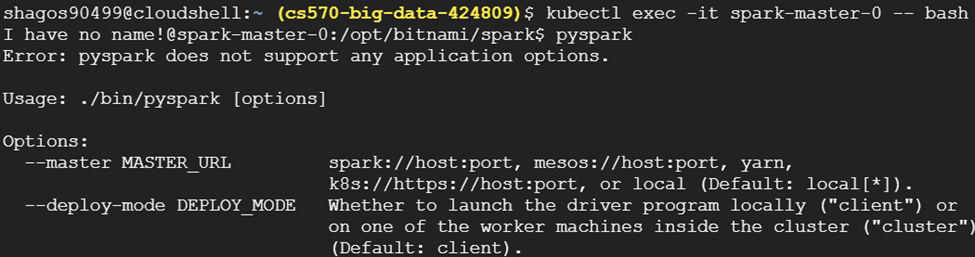 shagos90499@cloudshell:~ (cs570-big-data-424809)$ kubectl exec -it spark-master-0 -- bash
I have no name!@spark-master-0:/opt/bitnami/spark$ pyspark
Error: pyspark does not support any application options.
Usage: ./bin/pyspark [options]
Options:
--master MASTER_URL spark://host:port, mesos://host:port, yarn,
k8s://https://host:port, or local (Default: local[*]).
--deploy-mode DEPLOY_MODE Whether to launch the driver program locally ("client") or
on one of the worker machines inside the cluster ("cluster")
(Default: client).